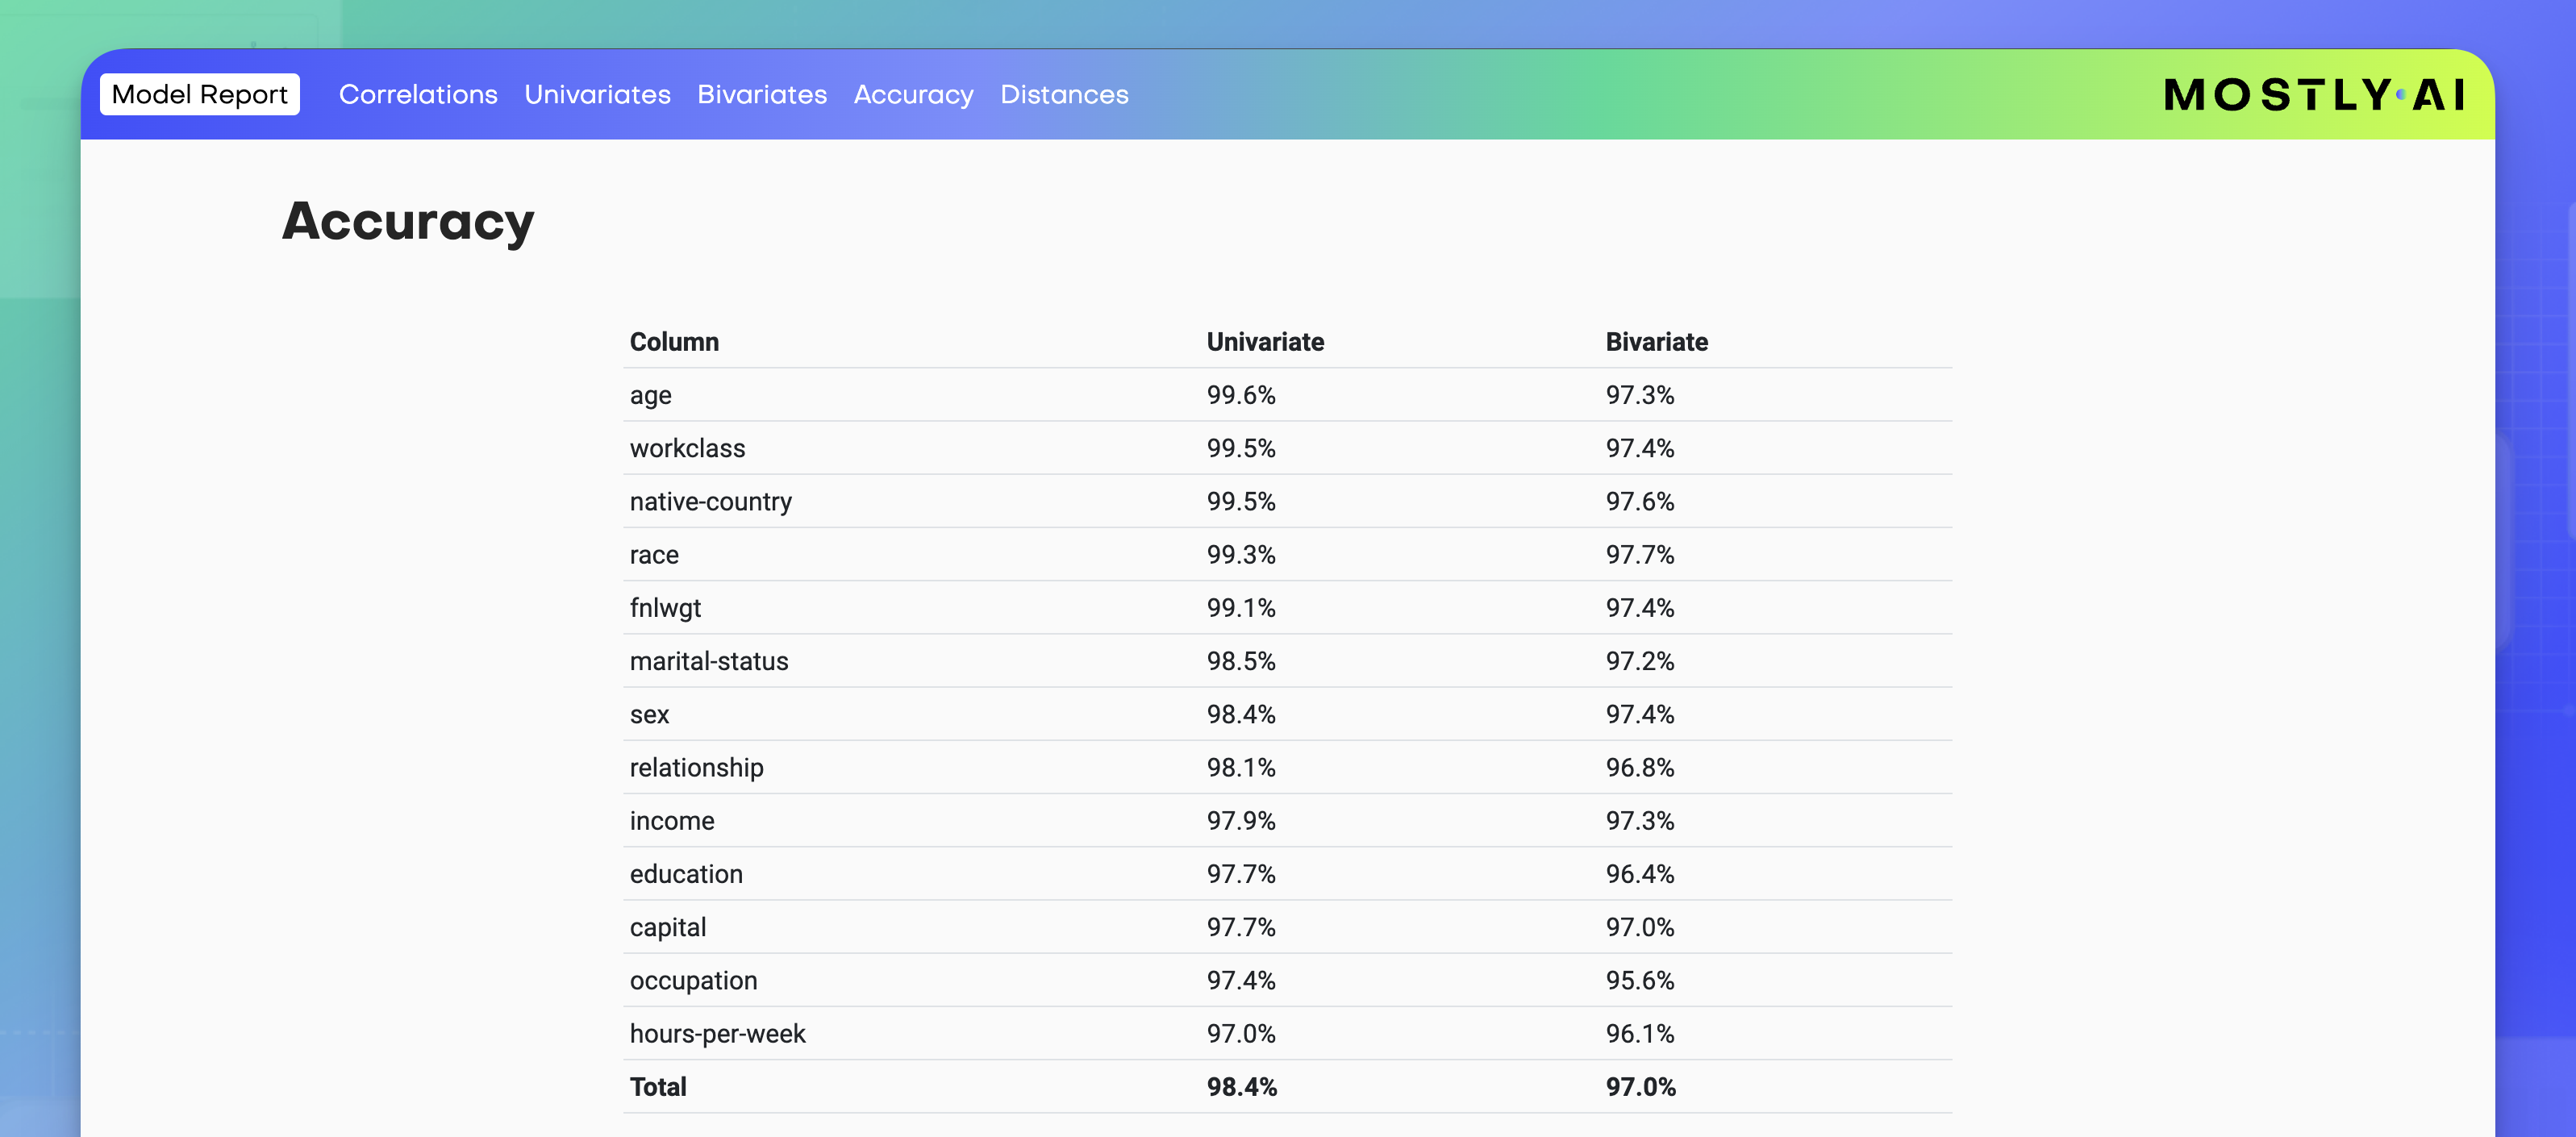 Model Report Correlations Univariates Bivariates Accuracy Distances MOSTLY•AI
Accuracy
Column Univariate Bivariate
age 99.6% 97.3%
workclass 99.5% 97.4%
native-country 99.5% 97.6%
race 99.3% 97.7%
fnlwgt 99.1% 97.4%
marital-status 98.5% 97.2%
sex 98.4% 97.4%
relationship 98.1% 96.8%
income 97.9% 97.3%
education 97.7% 96.4%
capital 97.7% 97.0%
occupation 97.4% 95.6%
hours-per-week 97.0% 96.1%
Total 98.4% 97.0%